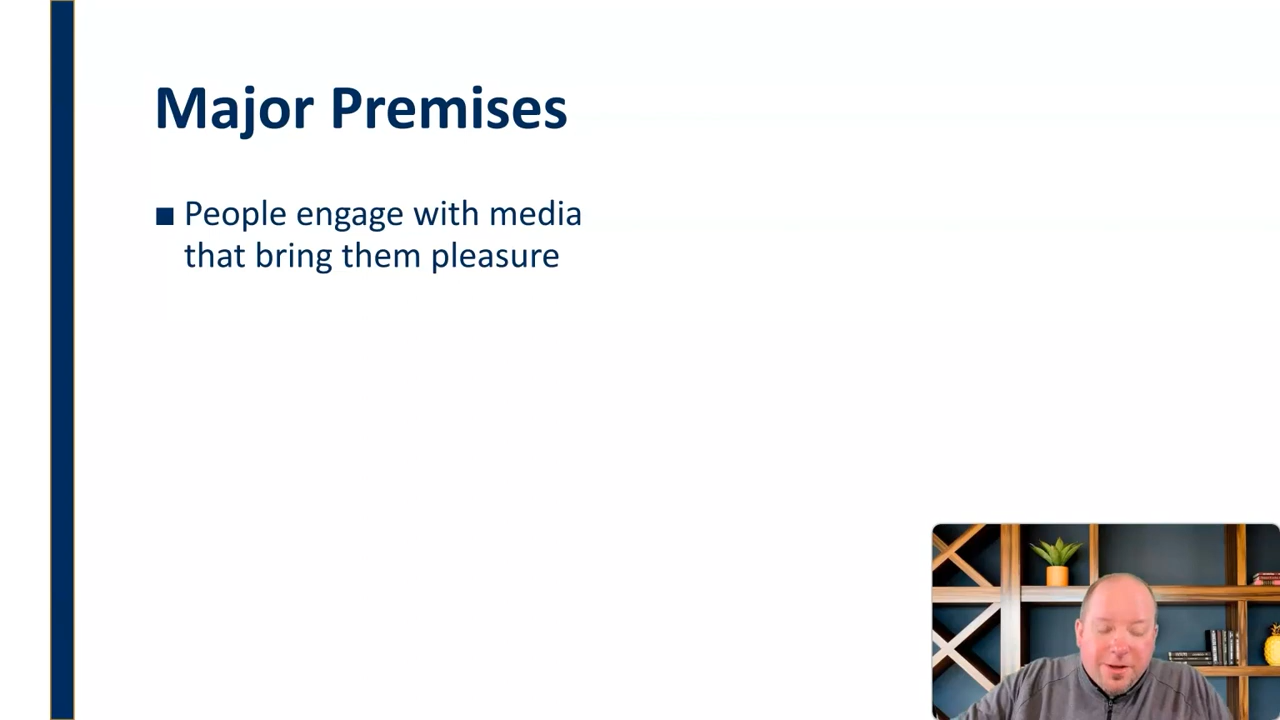 Major Premises
■ People engage with media
that bring them pleasure